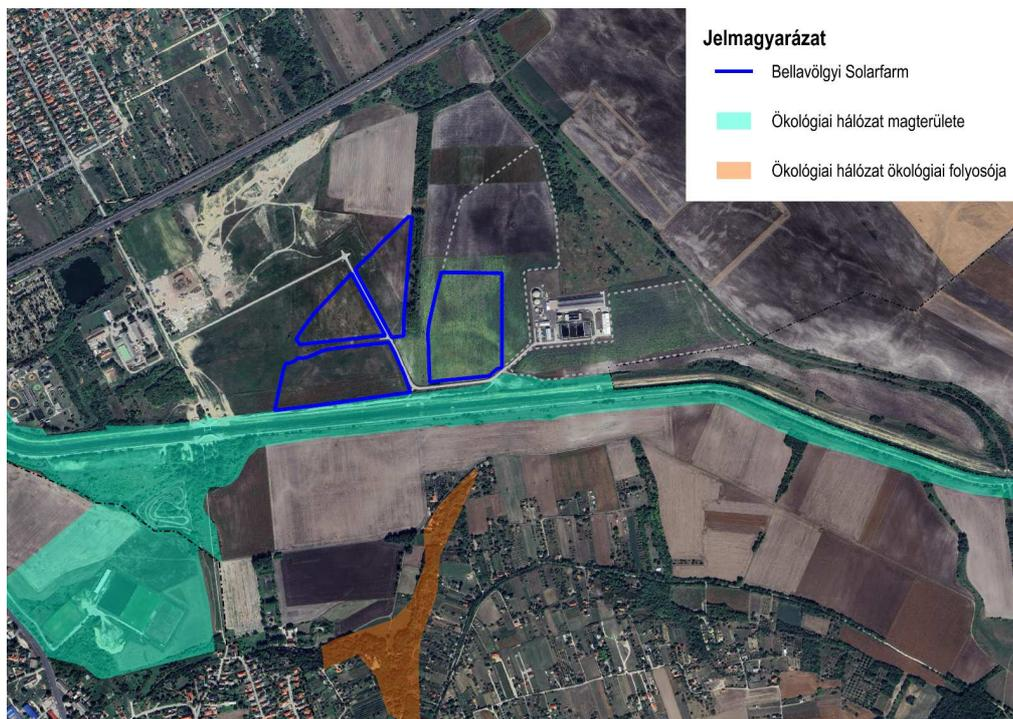 Jelmagyarázat
Bellavölgyi Solarfarm
Ökológiai hálózat magterülete
Ökológiai hálózat ökológiai folyosója